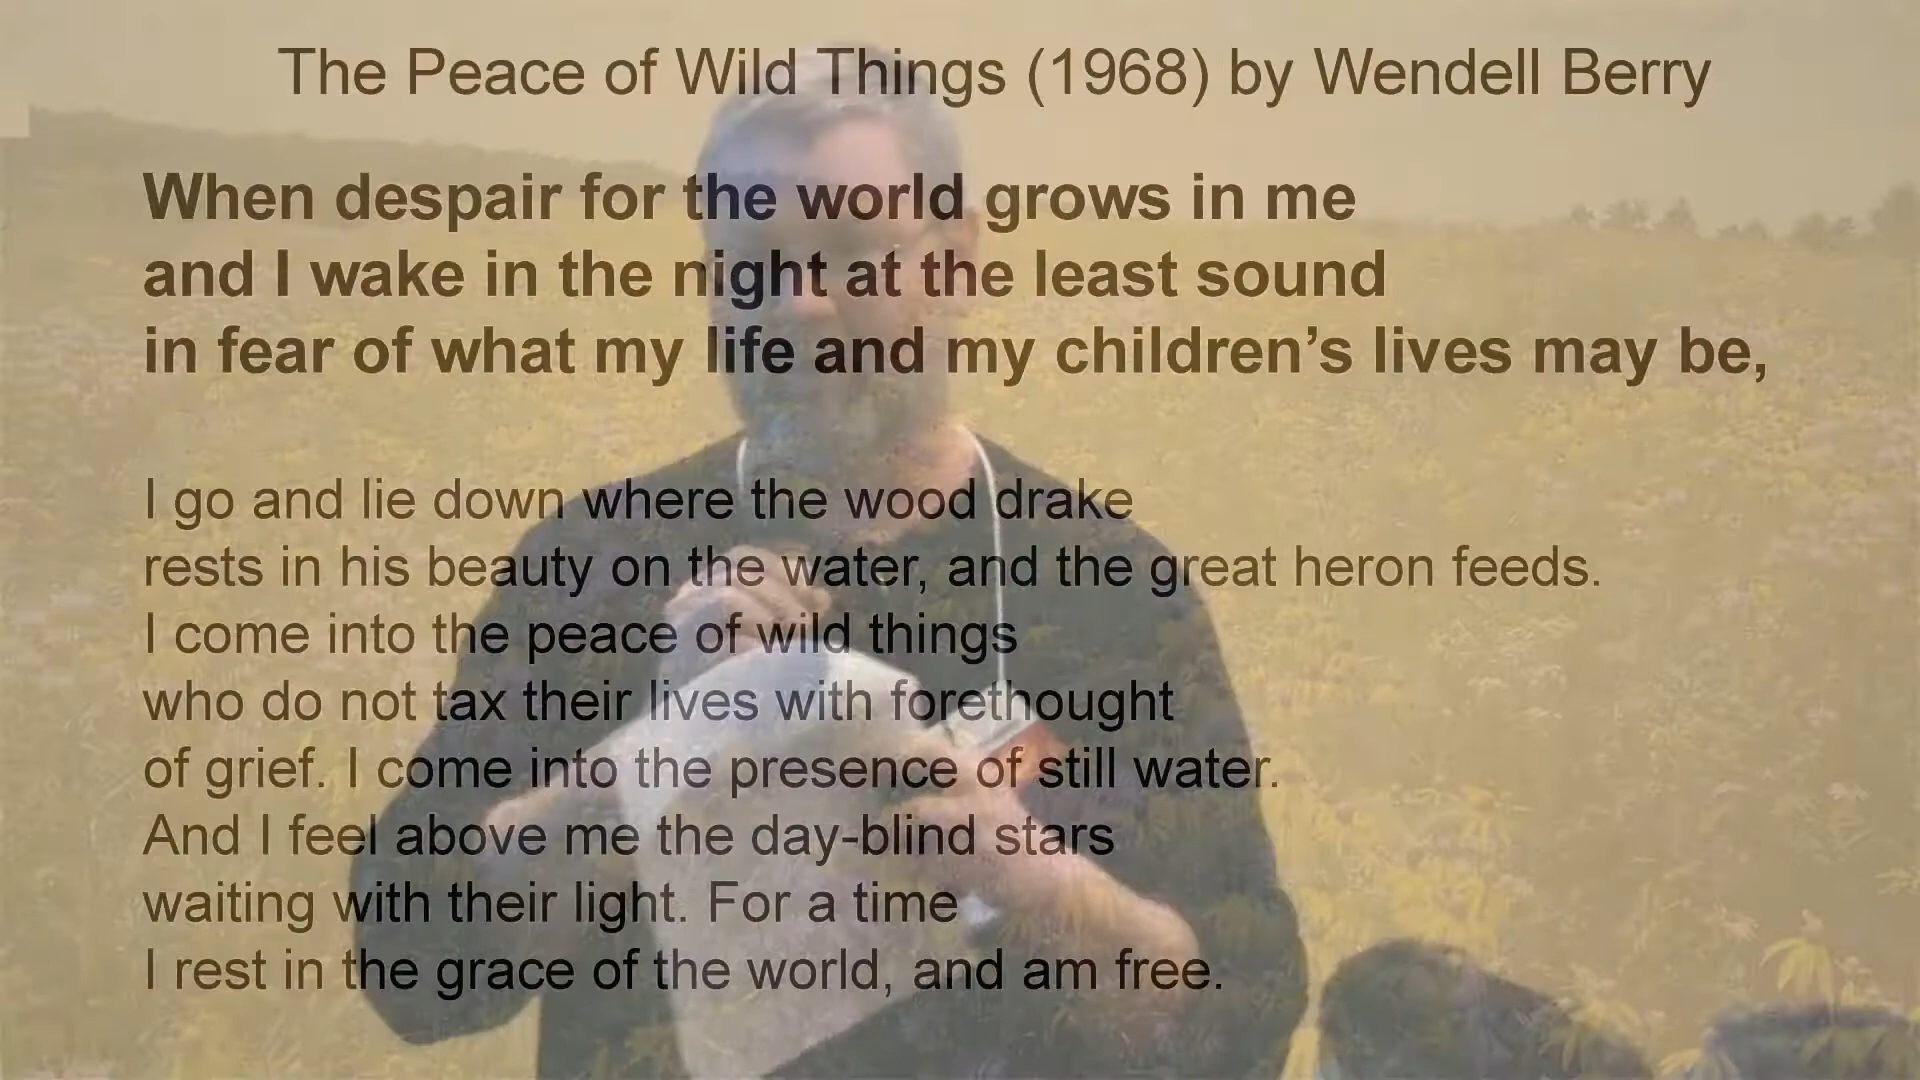 The Peace of Wild Things (1968) by Wendell Berry
When despair for the world grows in me
and I wake in the night at the least sound
in fear of what my life and my children’s lives may be,
I go and lie down where the wood drake
rests in his beauty on the water, and the great heron feeds.
I come into the peace of wild things
who do not tax their lives with forethought
of grief. I come into the presence of still water.
And I feel above me the day-blind stars
waiting with their light. For a time
I rest in the grace of the world, and am free.